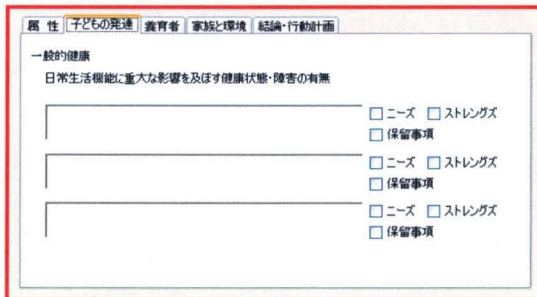 属 性 子どもの発達 養育者 家族と環境 結論・行動計画
一般的健康
日常生活機能に重大な影響を及ぼす健康状態・障害の有無
ニーズ ストレングズ
保留事項
ニーズ ストレングズ
保留事項
ニーズ ストレングズ
保留事項